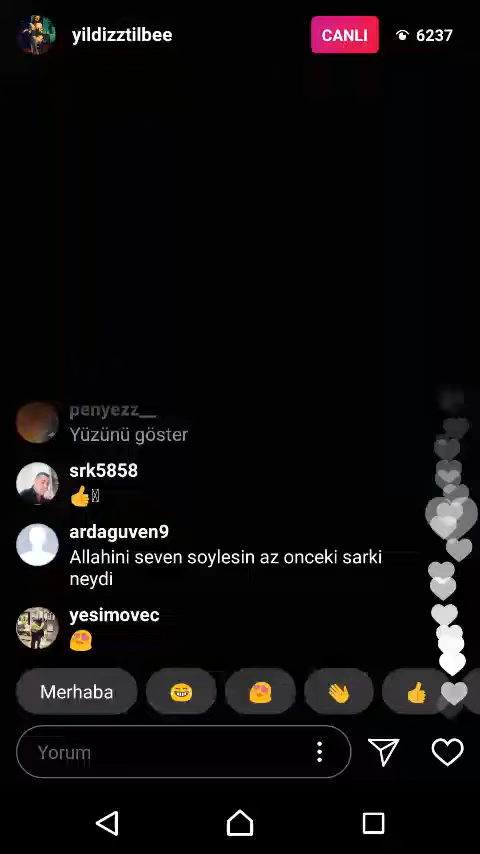 yildizztilbee
CANLI
6237
penyezz__
Yüzünü göster
srk5858
👍
ardaguven9
Allahini seven soylesin az onceki sarki
neydi
yesimovec
😍
Merhaba 😁 😍 👋 👍
Yorum